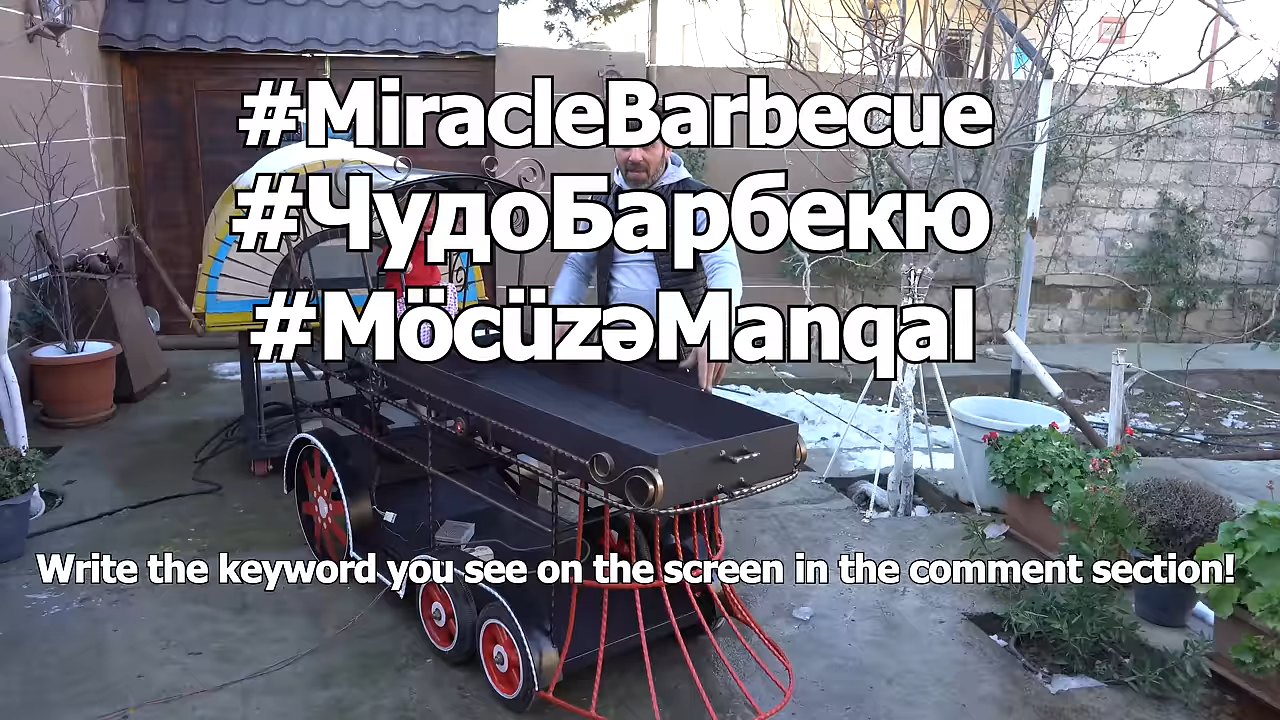 #MiracleBarbecue
#ЧудоБарбекю
#MöcüzəManqal
Write the keyword you see on the screen in the comment section!